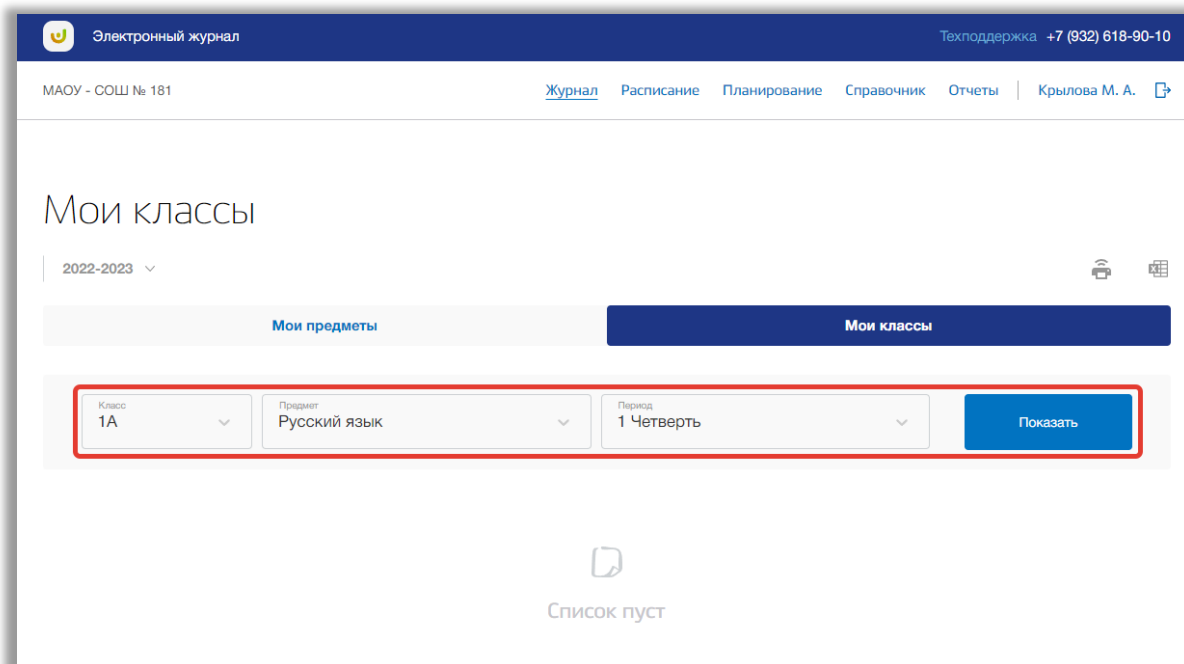 Электронный журнал
Техподдержка +7 (932) 618-90-10
МАОУ - СОШ № 181
Журнал Расписание Планирование Справочник Отчеты Крылова М. А.
Мои классы
2022-2023
Мои предметы Мои классы
Класс Предмет Период
1А Русский язык 1 Четверть Показать
Список пуст